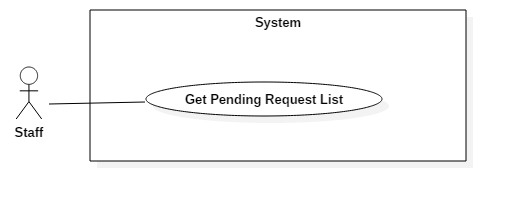 System
Get Pending Request List
Staff